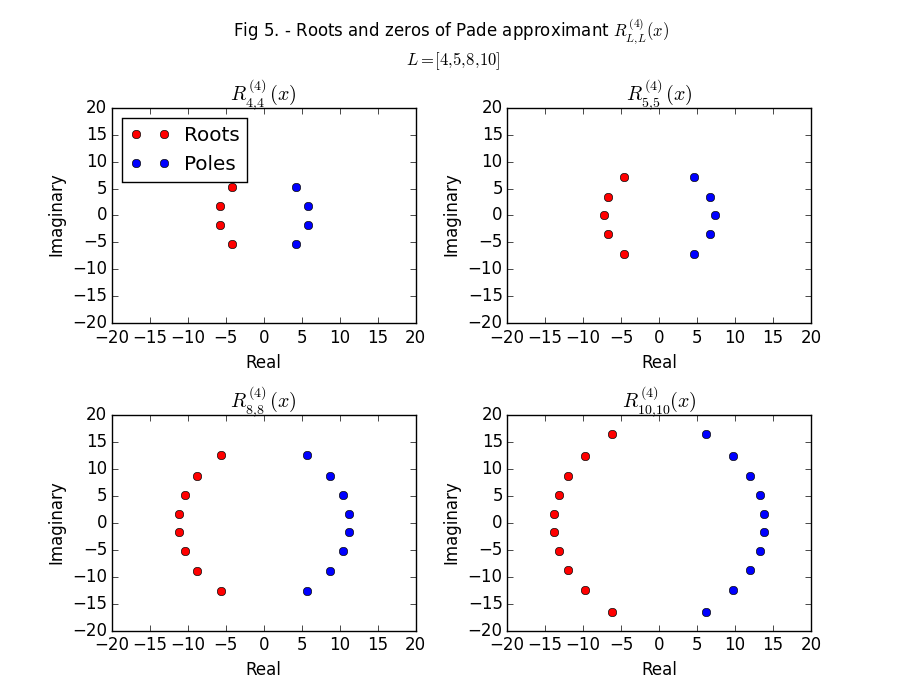 Fig 5. - Roots and zeros of Pade approximant $R_{L,L}^{(4)}(x)$
$L=[4,5,8,10]$
$R_{4,4}^{(4)}(x)$
20
15
10
5
0
−5
−10
−15
−20
Imaginary
Roots
Poles
−20 −15 −10 −5 0 5 10 15 20
Real
$R_{5,5}^{(4)}(x)$
20
15
10
5
0
−5
−10
−15
−20
Imaginary
−20 −15 −10 −5 0 5 10 15 20
Real
$R_{8,8}^{(4)}(x)$
20
15
10
5
0
−5
−10
−15
−20
Imaginary
−20 −15 −10 −5 0 5 10 15 20
Real
$R_{10,10}^{(4)}(x)$
20
15
10
5
0
−5
−10
−15
−20
Imaginary
−20 −15 −10 −5 0 5 10 15 20
Real